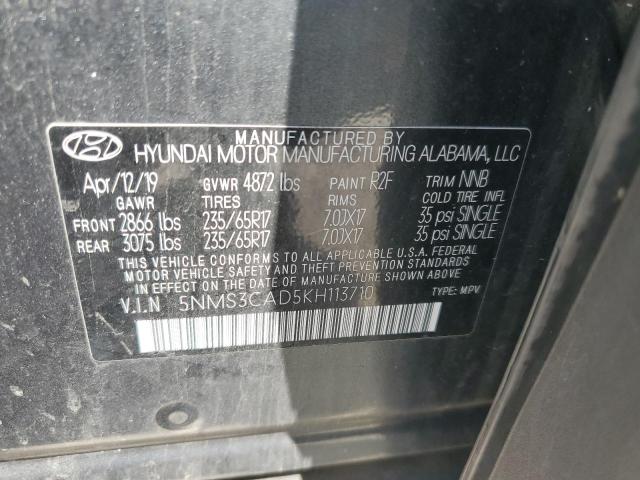 MANUFACTURED BY
HYUNDAI MOTOR MANUFACTURING ALABAMA, LLC
Apr/12/19 GVWR 4872 lbs PAINT R2F TRIM NNB
GAWR TIRES RIMS COLD TIRE INFL
FRONT 2866 lbs 235/65R17 7.0JX17 35 psi SINGLE
REAR 3075 lbs 235/65R17 7.0JX17 35 psi SINGLE
THIS VEHICLE CONFORMS TO ALL APPLICABLE U.S.A. FEDERAL
MOTOR VEHICLE SAFETY, BUMPER, AND THEFT PREVENTION STANDARDS
IN EFFECT ON THE DATE OF MANUFACTURE SHOWN ABOVE.
V.I.N 5NMS3CAD5KH113710 TYPE: MPV